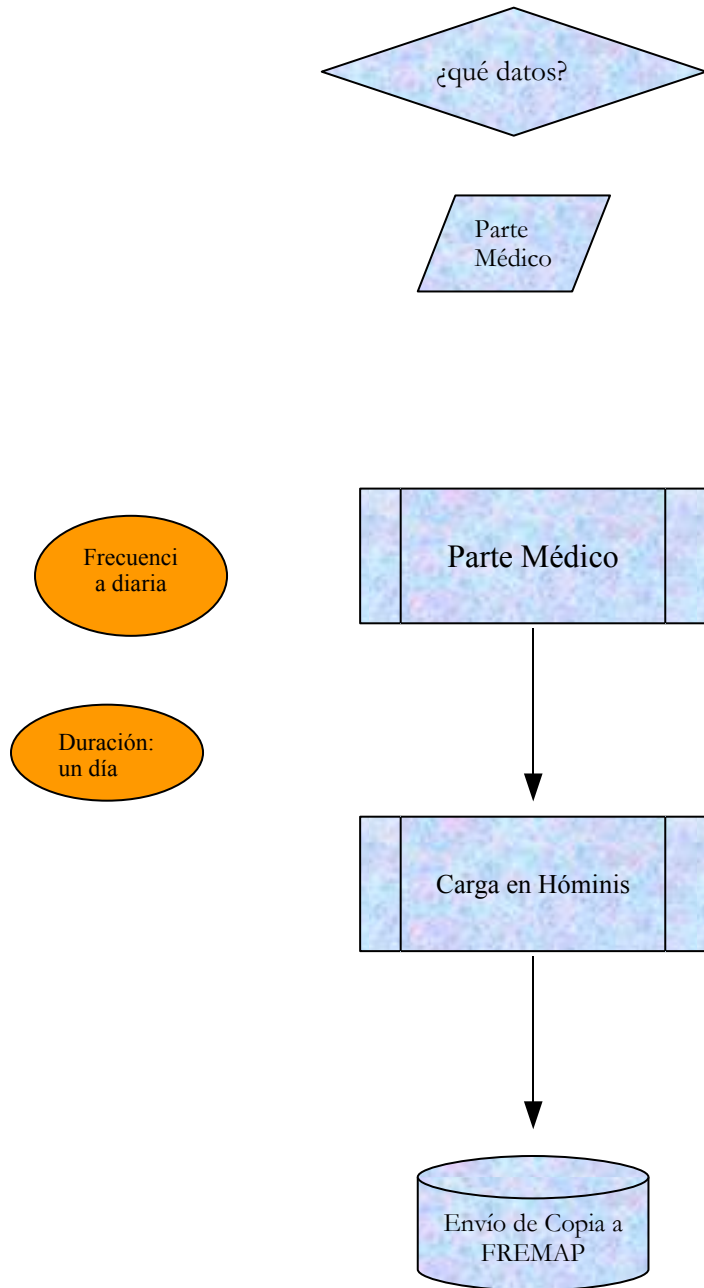 ¿qué datos?
Parte
Médico
Frecuenci
a diaria
Parte Médico
Duración:
un día
Carga en Hóminis
Envío de Copia a
FREMAP